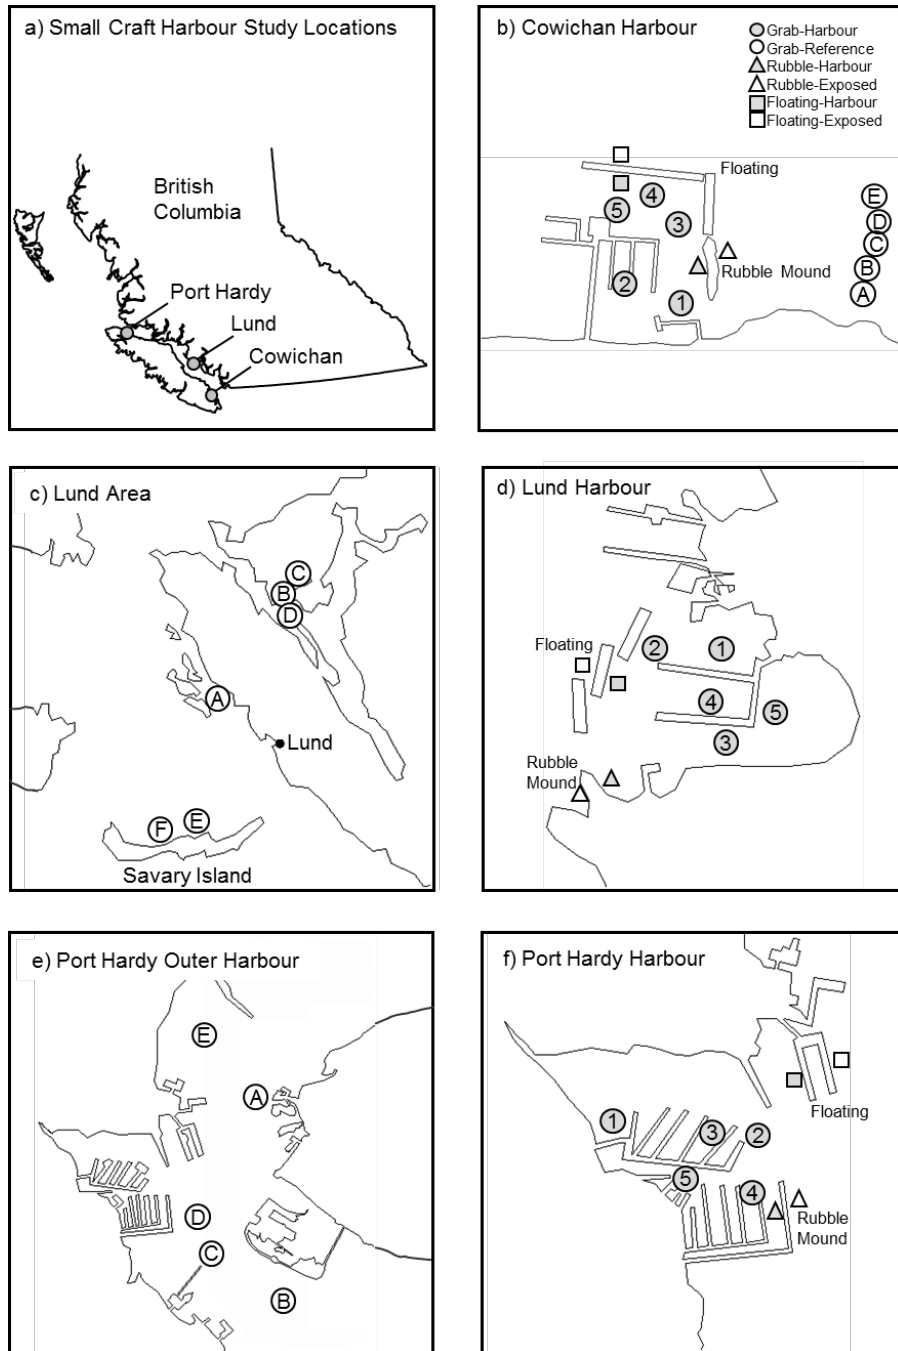 a) Small Craft Harbour Study Locations
British
Columbia
Port Hardy
Lund
Cowichan
b) Cowichan Harbour
Grab-Harbour
Grab-Reference
Rubble-Harbour
Rubble-Exposed
Floating-Harbour
Floating-Exposed
Floating
4
5
3
E
D
C
B
A
Rubble Mound
2
1
c) Lund Area
C
B
D
A
Lund
F
E
Savary Island
d) Lund Harbour
Floating
2
1
4
5
3
Rubble
Mound
e) Port Hardy Outer Harbour
E
A
D
C
B
f) Port Hardy Harbour
Floating
1
3
2
5
4
Rubble
Mound